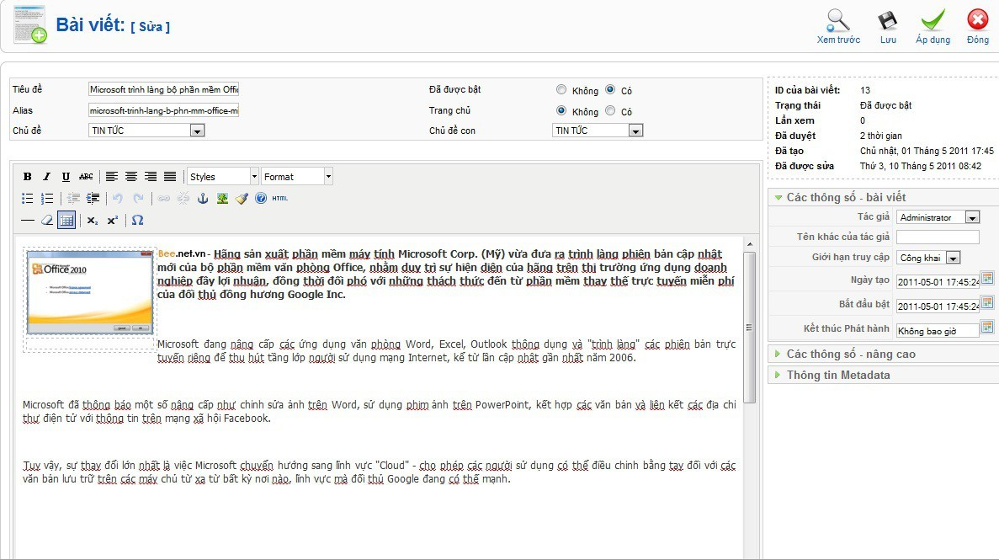 Bài viết: [ Sửa ]
Xem trước Lưu Áp dụng Đóng
Tiêu đề Microsoft trình làng bộ phần mềm Offic
Đã được bật Không Có
Alias microsoft-trinh-lang-b-phn-mm-office-mi
Trang chủ Không Có
Chủ đề TIN TỨC
Chủ đề con TIN TỨC
ID của bài viết: 13
Trạng thái Đã được bật
Lần xem 0
Đã duyệt 2 thời gian
Đã tạo Chủ nhật, 01 Tháng 5 2011 17:45
Đã được sửa Thứ 3, 10 Tháng 5 2011 08:42
B I U ABC Styles Format
HTML
x₂ x² Ω
Office 2010
Bee.net.vn - Hãng sản xuất phần mềm máy tính Microsoft Corp. (Mỹ) vừa đưa ra trình làng phiên bản cập nhật
mới của bộ phần mềm văn phòng Office, nhằm duy trì sự hiện diện của hãng trên thị trường ứng dụng doanh
nghiệp đầy lợi nhuận, đồng thời đối phó với những thách thức đến từ phần mềm thay thế trực tuyến miễn phí
của đối thủ đồng hương Google Inc.
Microsoft đang nâng cấp các ứng dụng văn phòng Word, Excel, Outlook thông dụng và "trình làng" các phiên bản trực
tuyến riêng để thu hút tầng lớp người sử dụng mạng Internet, kể từ lần cập nhật gần nhất năm 2006.
Microsoft đã thông báo một số nâng cấp như chỉnh sửa ảnh trên Word, sử dụng phim ảnh trên PowerPoint, kết hợp các văn bản và liên kết các địa chỉ
thư điện tử với thông tin trên mạng xã hội Facebook.
Tuy vậy, sự thay đổi lớn nhất là việc Microsoft chuyển hướng sang lĩnh vực "Cloud" - cho phép các người sử dụng có thể điều chỉnh bằng tay đối với các
văn bản lưu trữ trên các máy chủ từ xa từ bất kỳ nơi nào, lĩnh vực mà đối thủ Google đang có thế mạnh.
Các thông số - bài viết
Tác giả Administrator
Tên khác của tác giả
Giới hạn truy cập Công khai
Ngày tạo 2011-05-01 17:45:24
Bắt đầu bật 2011-05-01 17:45:24
Kết thúc Phát hành Không bao giờ
Các thông số - nâng cao
Thông tin Metadata